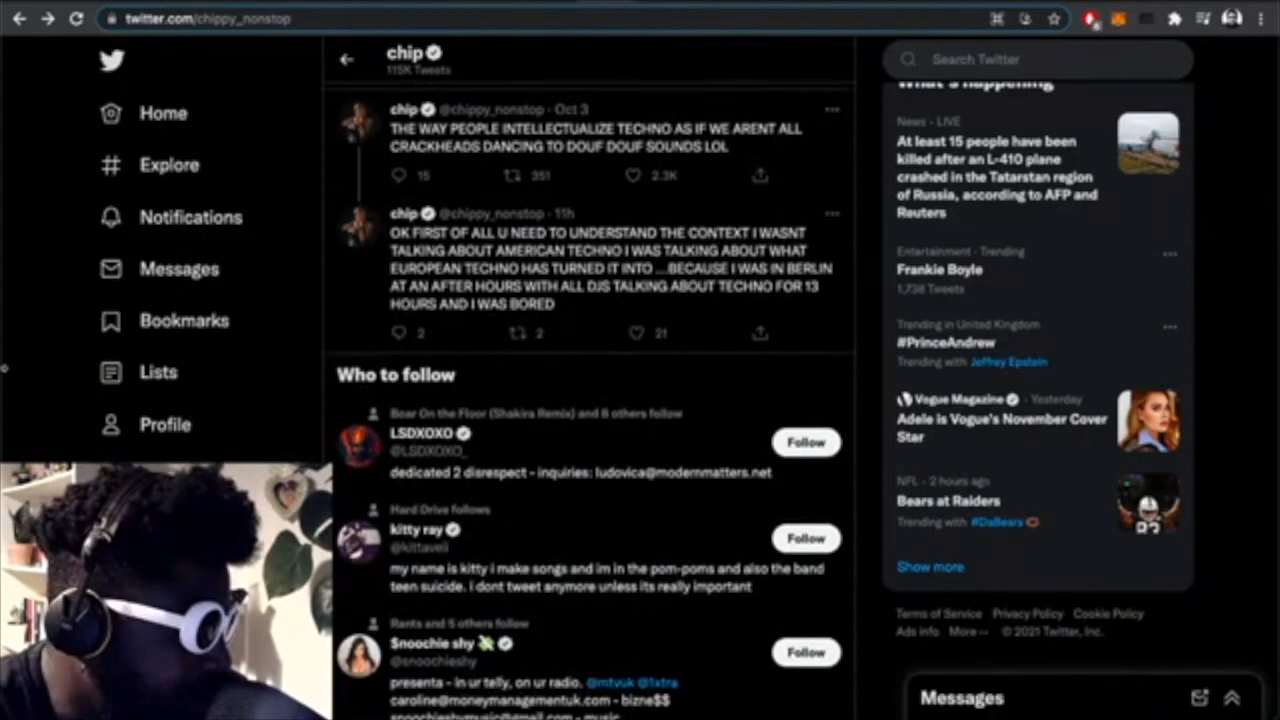 twitter.com/chippy_nonstop
Home
Explore
Notifications
Messages
Bookmarks
Lists
Profile
chip
115K Tweets
chip @chippy_nonstop · Oct 3
THE WAY PEOPLE INTELLECTUALIZE TECHNO AS IF WE ARENT ALL
CRACKHEADS DANCING TO DOUF DOUF SOUNDS LOL
15 351 2.3K
chip @chippy_nonstop · 11h
OK FIRST OF ALL U NEED TO UNDERSTAND THE CONTEXT I WASNT
TALKING ABOUT AMERICAN TECHNO I WAS TALKING ABOUT WHAT
EUROPEAN TECHNO HAS TURNED IT INTO ....BECAUSE I WAS IN BERLIN
AT AN AFTER HOURS WITH ALL DJS TALKING ABOUT TECHNO FOR 13
HOURS AND I WAS BORED
2 2 21
Who to follow
Boar On the Floor (Shakira Remix) and 8 others follow
LSDXOXO
@LSDXOXO_
Follow
dedicated 2 disrespect - inquiries: ludovica@modernmatters.net
Hard Drive follows
kitty ray
@kittaveli
Follow
my name is kitty i make songs and im in the pom-poms and also the band
teen suicide. i dont tweet anymore unless its really important
Rants and 5 others follow
Snoochie shy
@snoochieshy
Follow
presenta - in ur telly, on ur radio. @mtvuk @1xtra
caroline@moneymanagementuk.com - bizne$$
snoochieshymusic@gmail.com - music
Search Twitter
What's happening
News · LIVE
At least 15 people have been
killed after an L-410 plane
crashed in the Tatarstan region
of Russia, according to AFP and
Reuters
Entertainment · Trending
Frankie Boyle
1,738 Tweets
Trending in United Kingdom
#PrinceAndrew
Trending with Jeffrey Epstein
Vogue Magazine · Yesterday
Adele is Vogue's November Cover
Star
NFL · 2 hours ago
Bears at Raiders
Trending with #DaBears
Show more
Terms of Service Privacy Policy Cookie Policy
Ads info More ··· © 2021 Twitter, Inc.
Messages